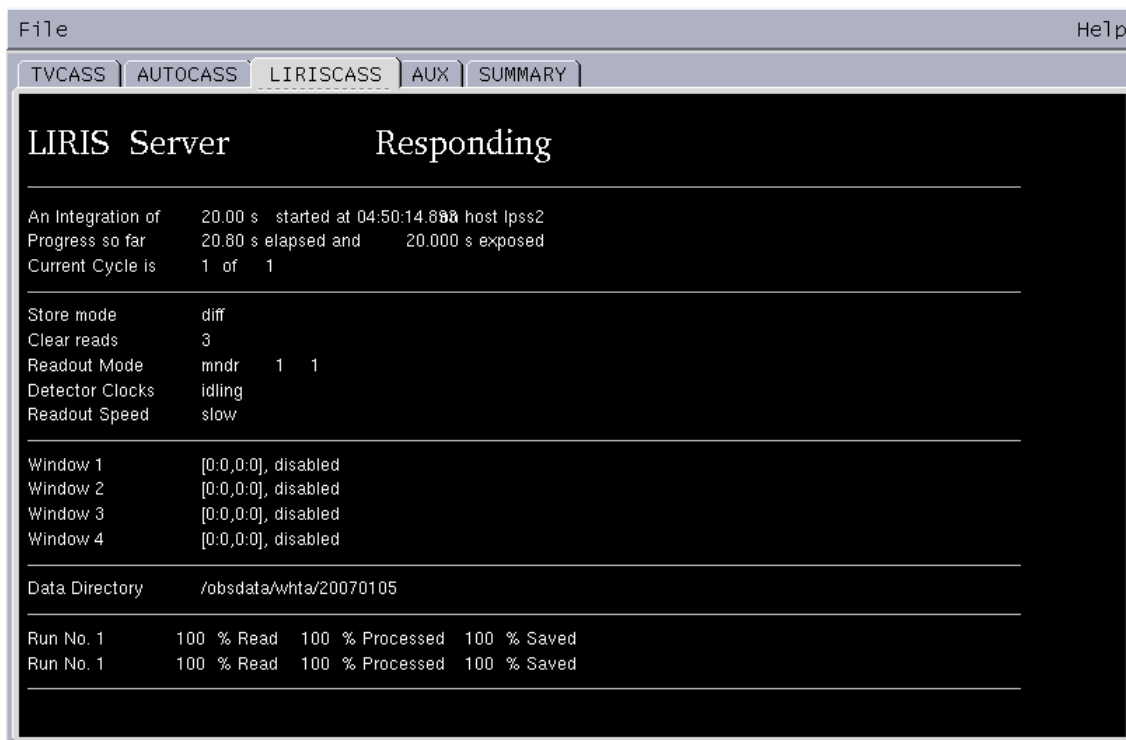 File Help
TVCASS AUTOCASS LIRISCASS AUX SUMMARY
LIRIS Server Responding
An Integration of 20.00 s started at 04:50:14. host lpss2
Progress so far 20.80 s elapsed and 20.000 s exposed
Current Cycle is 1 of 1
Store mode diff
Clear reads 3
Readout Mode mndr 1 1
Detector Clocks idling
Readout Speed slow
Window 1 [0:0,0:0], disabled
Window 2 [0:0,0:0], disabled
Window 3 [0:0,0:0], disabled
Window 4 [0:0,0:0], disabled
Data Directory /obsdata/whta/20070105
Run No. 1 100 % Read 100 % Processed 100 % Saved
Run No. 1 100 % Read 100 % Processed 100 % Saved